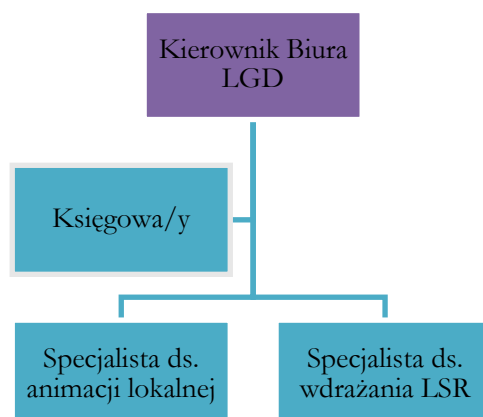 Kierownik Biura
LGD
Księgowa/y
Specjalista ds.
animacji lokalnej
Specjalista ds.
wdrażania LSR